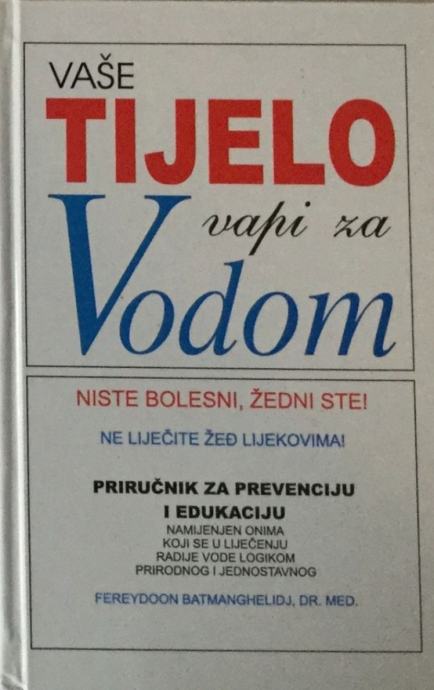 VAŠE
TIJELO
vapi za
Vodom
NISTE BOLESNI, ŽEDNI STE!
NE LIJEČITE ŽEĐ LIJEKOVIMA!
PRIRUČNIK ZA PREVENCIJU
I EDUKACIJU
NAMIJENJEN ONIMA
KOJI SE U LIJEČENJU
RADIJE VODE LOGIKOM
PRIRODNOG I JEDNOSTAVNOG
FEREYDOON BATMANGHELIDJ, DR. MED.